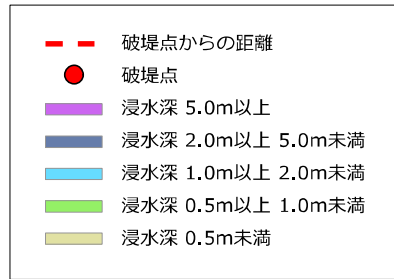 破堤点からの距離
破堤点
浸水深 5.0m以上
浸水深 2.0m以上 5.0m未満
浸水深 1.0m以上 2.0m未満
浸水深 0.5m以上 1.0m未満
浸水深 0.5m未満